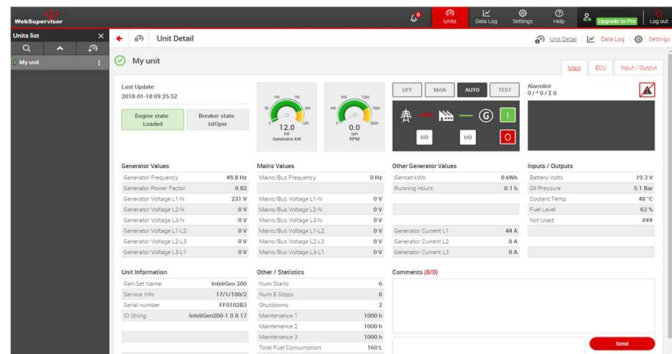 WebSupervisor
Units
Data Log
Settings
Help
Upgrade to Pro
Log out
Units list
Unit Detail
Unit Detail
Data Log
Settings
My unit
My unit
Main
ECU
Input / Output
Last Update:
2018-01-18 09:25:52
Engine state
Loaded
Breaker state
IslOper
12.0
kW
Generator kW
0.0
rpm
RPM
OFF
MAN
AUTO
TEST
G
I
I/O
I/O
O
Alarmlist
0 / * 0 / Σ 0
Generator Values
Generator Frequency 49.8 Hz
Generator Power Factor 0.82
Generator Voltage L1-N 231 V
Generator Voltage L2-N 0 V
Generator Voltage L3-N 0 V
Generator Voltage L1-L2 0 V
Generator Voltage L2-L3 0 V
Generator Voltage L3-L1 0 V
Mains Values
Mains/Bus Frequency 0 Hz
Mains/Bus Voltage L1-N 0 V
Mains/Bus Voltage L2-N 0 V
Mains/Bus Voltage L3-N 0 V
Mains/Bus Voltage L1-L2 0 V
Mains/Bus Voltage L2-L3 0 V
Mains/Bus Voltage L3-L1 0 V
Other Generator Values
Genset kWh 0 kWh
Running Hours 0.1 h
Generator Current L1 44 A
Generator Current L2 0 A
Generator Current L3 0 A
Inputs / Outputs
Battery Volts 19.3 V
Oil Pressure 5.1 Bar
Coolant Temp 48 °C
Fuel Level 63 %
Not Used ###
Unit Information
Gen-Set Name InteliGen 200
Service Info 17/1/100/2
Serial number FF0102B3
ID String InteliGen200-1.0.0.17
Other / Statistics
Num Starts 6
Num E-Stops 0
Shutdowns 2
Maintenance 1 1000 h
Maintenance 2 1000 h
Maintenance 3 1000 h
Total Fuel Consumption 160 L
Comments (0/0)
Send